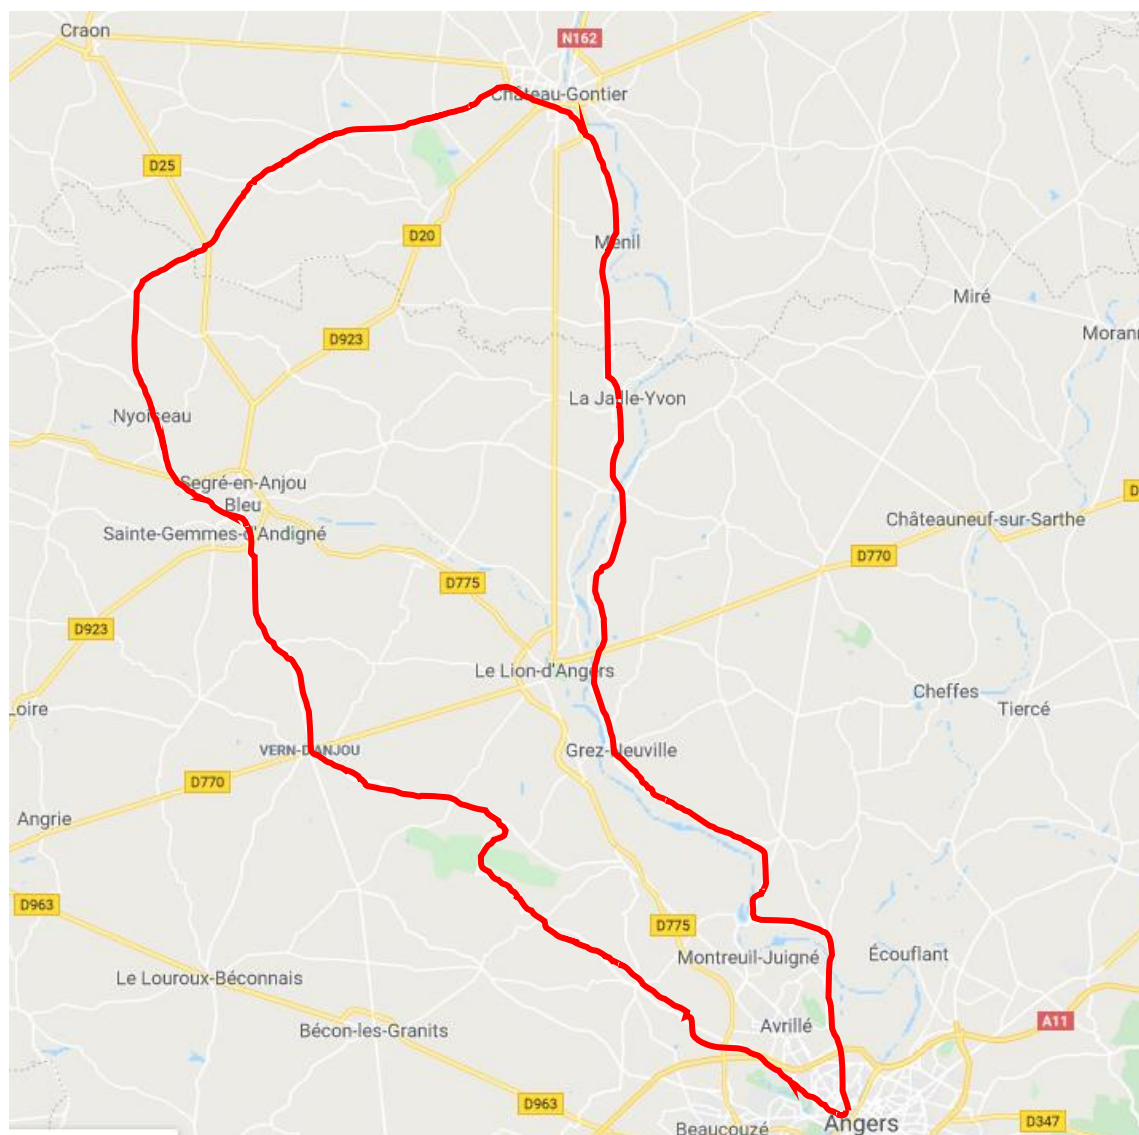 Craon
N162
Château-Gontier
D25
D20
Ménil
Miré
D923
La Jaille-Yvon
Nyoiseau
Segré-en-Anjou
Bleu
Châteauneuf-sur-Sarthe
Sainte-Gemmes-d'Andigné
D770
D775
D923
Le Lion-d'Angers
Cheffes
Tiercé
Loire
VERN-D'ANJOU
Grez-Neuville
D770
Angrie
D963
D775
Montreuil-Juigné
Écouflant
Le Louroux-Béconnais
Avrillé
A11
Bécon-les-Granits
D963
Angers
D347
Beaucouzé